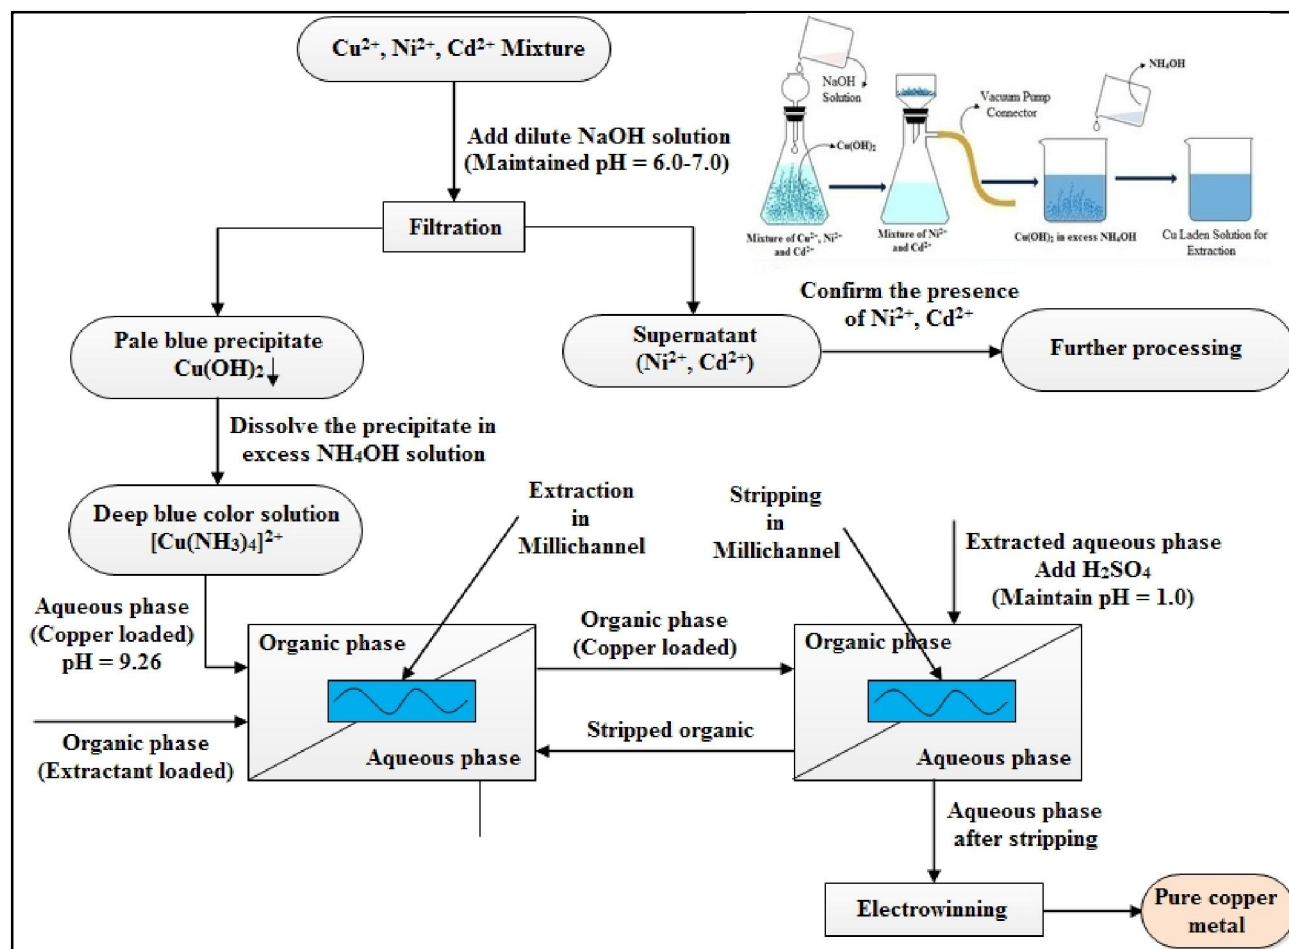 Cu²⁺, Ni²⁺, Cd²⁺ Mixture
Add dilute NaOH solution
(Maintained pH = 6.0-7.0)
Filtration
NaOH
Solution
Cu(OH)₂
Mixture of Cu²⁺, Ni²⁺
and Cd²⁺
Mixture of Ni²⁺
and Cd²⁺
Vacuum Pump
Connector
NH₄OH
Cu(OH)₂ in excess NH₄OH
Cu Laden Solution for
Extraction
Pale blue precipitate
Cu(OH)₂↓
Supernatant
(Ni²⁺, Cd²⁺)
Confirm the presence
of Ni²⁺, Cd²⁺
Further processing
Dissolve the precipitate in
excess NH₄OH solution
Deep blue color solution
[Cu(NH₃)₄]²⁺
Extraction
in
Millichannel
Stripping
in
Millichannel
Extracted aqueous phase
Add H₂SO₄
(Maintain pH = 1.0)
Aqueous phase
(Copper loaded)
pH = 9.26
Organic phase
(Extractant loaded)
Organic phase
Aqueous phase
Organic phase
(Copper loaded)
Stripped organic
Organic phase
Aqueous phase
Aqueous phase
after stripping
Electrowinning
Pure copper
metal